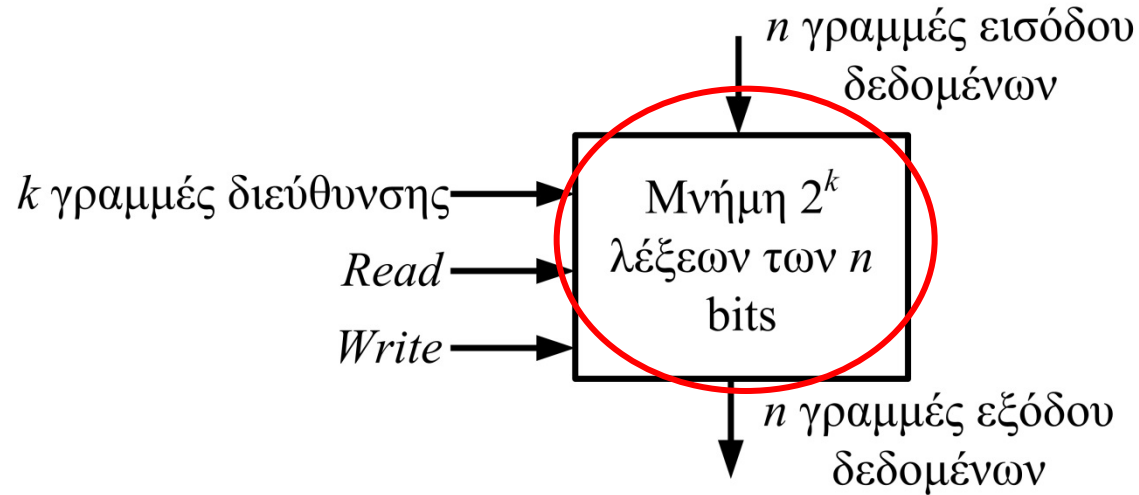 n γραμμές εισόδου
δεδομένων
k γραμμές διεύθυνσης
Read
Write
Μνήμη 2^k
λέξεων των n
bits
n γραμμές εξόδου
δεδομένων